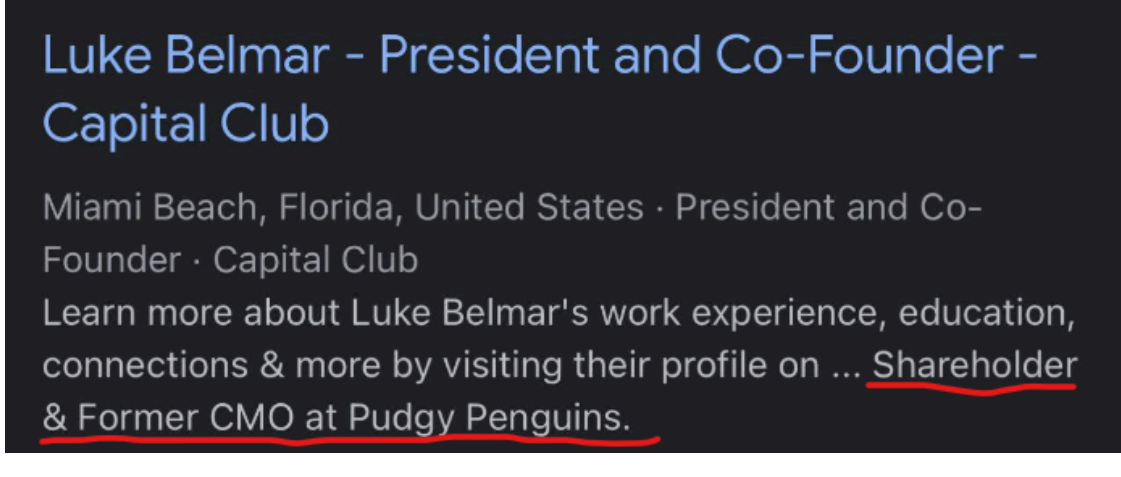 Luke Belmar - President and Co-Founder -
Capital Club
Miami Beach, Florida, United States · President and Co-
Founder · Capital Club
Learn more about Luke Belmar's work experience, education,
connections & more by visiting their profile on ... Shareholder
& Former CMO at Pudgy Penguins.